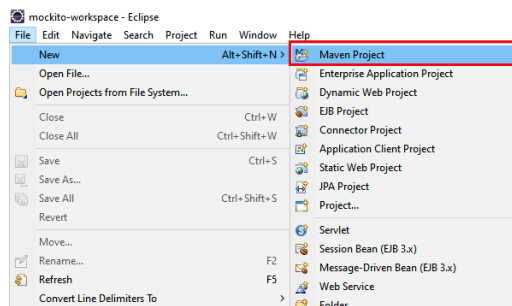 mockito-workspace - Eclipse
File Edit Navigate Search Project Run Window Help
New Alt+Shift+N >
Open File...
Open Projects from File System...
Close Ctrl+W
Close All Ctrl+Shift+W
Save Ctrl+S
Save As...
Save All Ctrl+Shift+S
Revert
Move...
Rename... F2
Refresh F5
Convert Line Delimiters To >
Maven Project
Enterprise Application Project
Dynamic Web Project
EJB Project
Connector Project
Application Client Project
Static Web Project
JPA Project
Project...
Servlet
Session Bean (EJB 3.x)
Message-Driven Bean (EJB 3.x)
Web Service
Folder